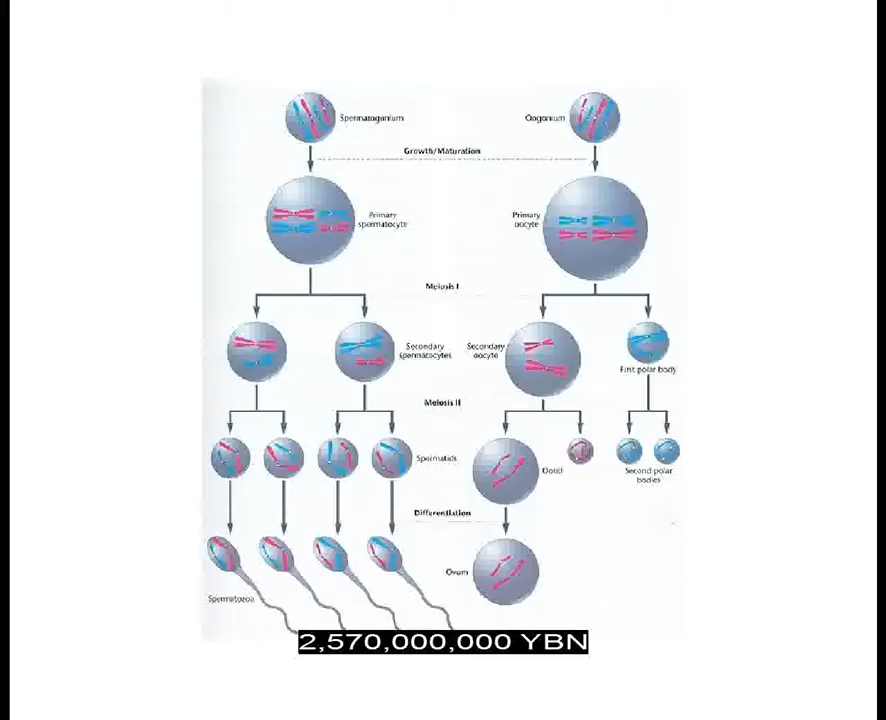 Spermatogonium
Oogonium
Growth/Maturation
Primary
spermatocyte
Primary
oocyte
Meiosis I
Secondary
spermatocytes
Secondary
oocyte
First polar body
Meiosis II
Spermatids
Ootid
Second polar
bodies
Differentiation
Ovum
Spermatozoa
2,570,000,000 YBN